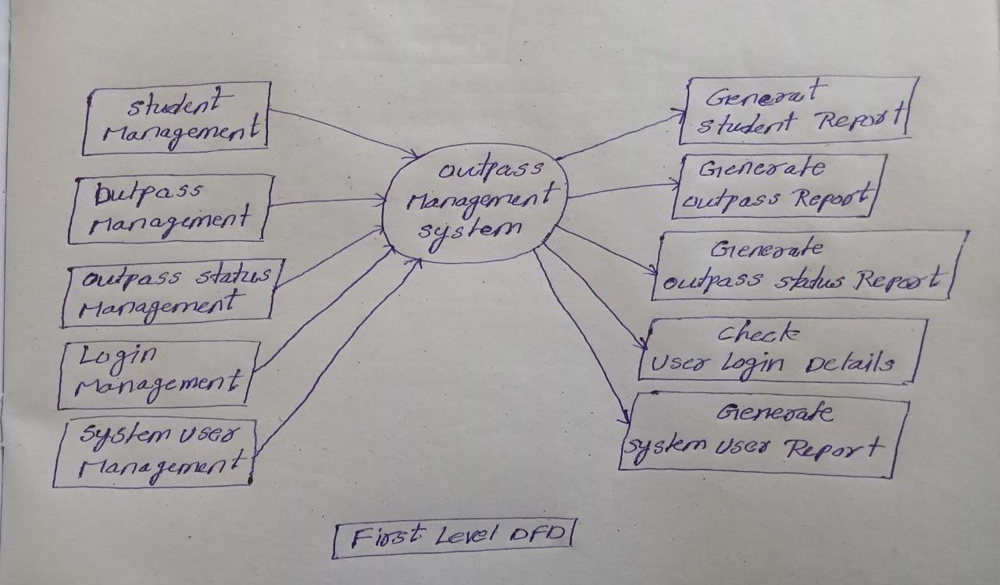 Student
Management
Outpass
Management
Outpass Status
Management
Login
Management
System User
Management
Outpass
Management
System
Generat
Student Report
Generate
Outpass Report
Generate
Outpass Status Report
Check
User Login Details
Generate
System User Report
First Level DFD